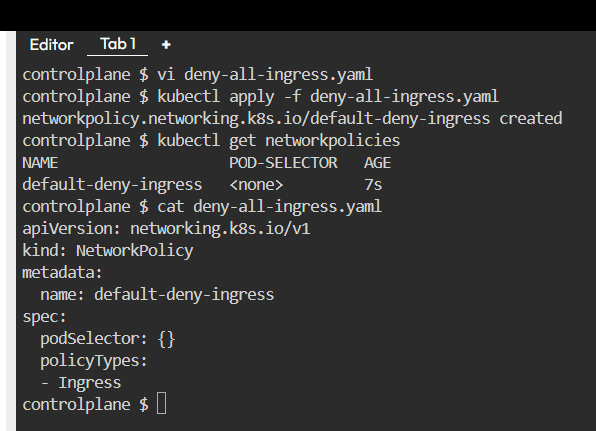 Editor Tab 1 +
controlplane $ vi deny-all-ingress.yaml
controlplane $ kubectl apply -f deny-all-ingress.yaml
networkpolicy.networking.k8s.io/default-deny-ingress created
controlplane $ kubectl get networkpolicies
NAME                   POD-SELECTOR   AGE
default-deny-ingress   <none>         7s
controlplane $ cat deny-all-ingress.yaml
apiVersion: networking.k8s.io/v1
kind: NetworkPolicy
metadata:
  name: default-deny-ingress
spec:
  podSelector: {}
  policyTypes:
  - Ingress
controlplane $